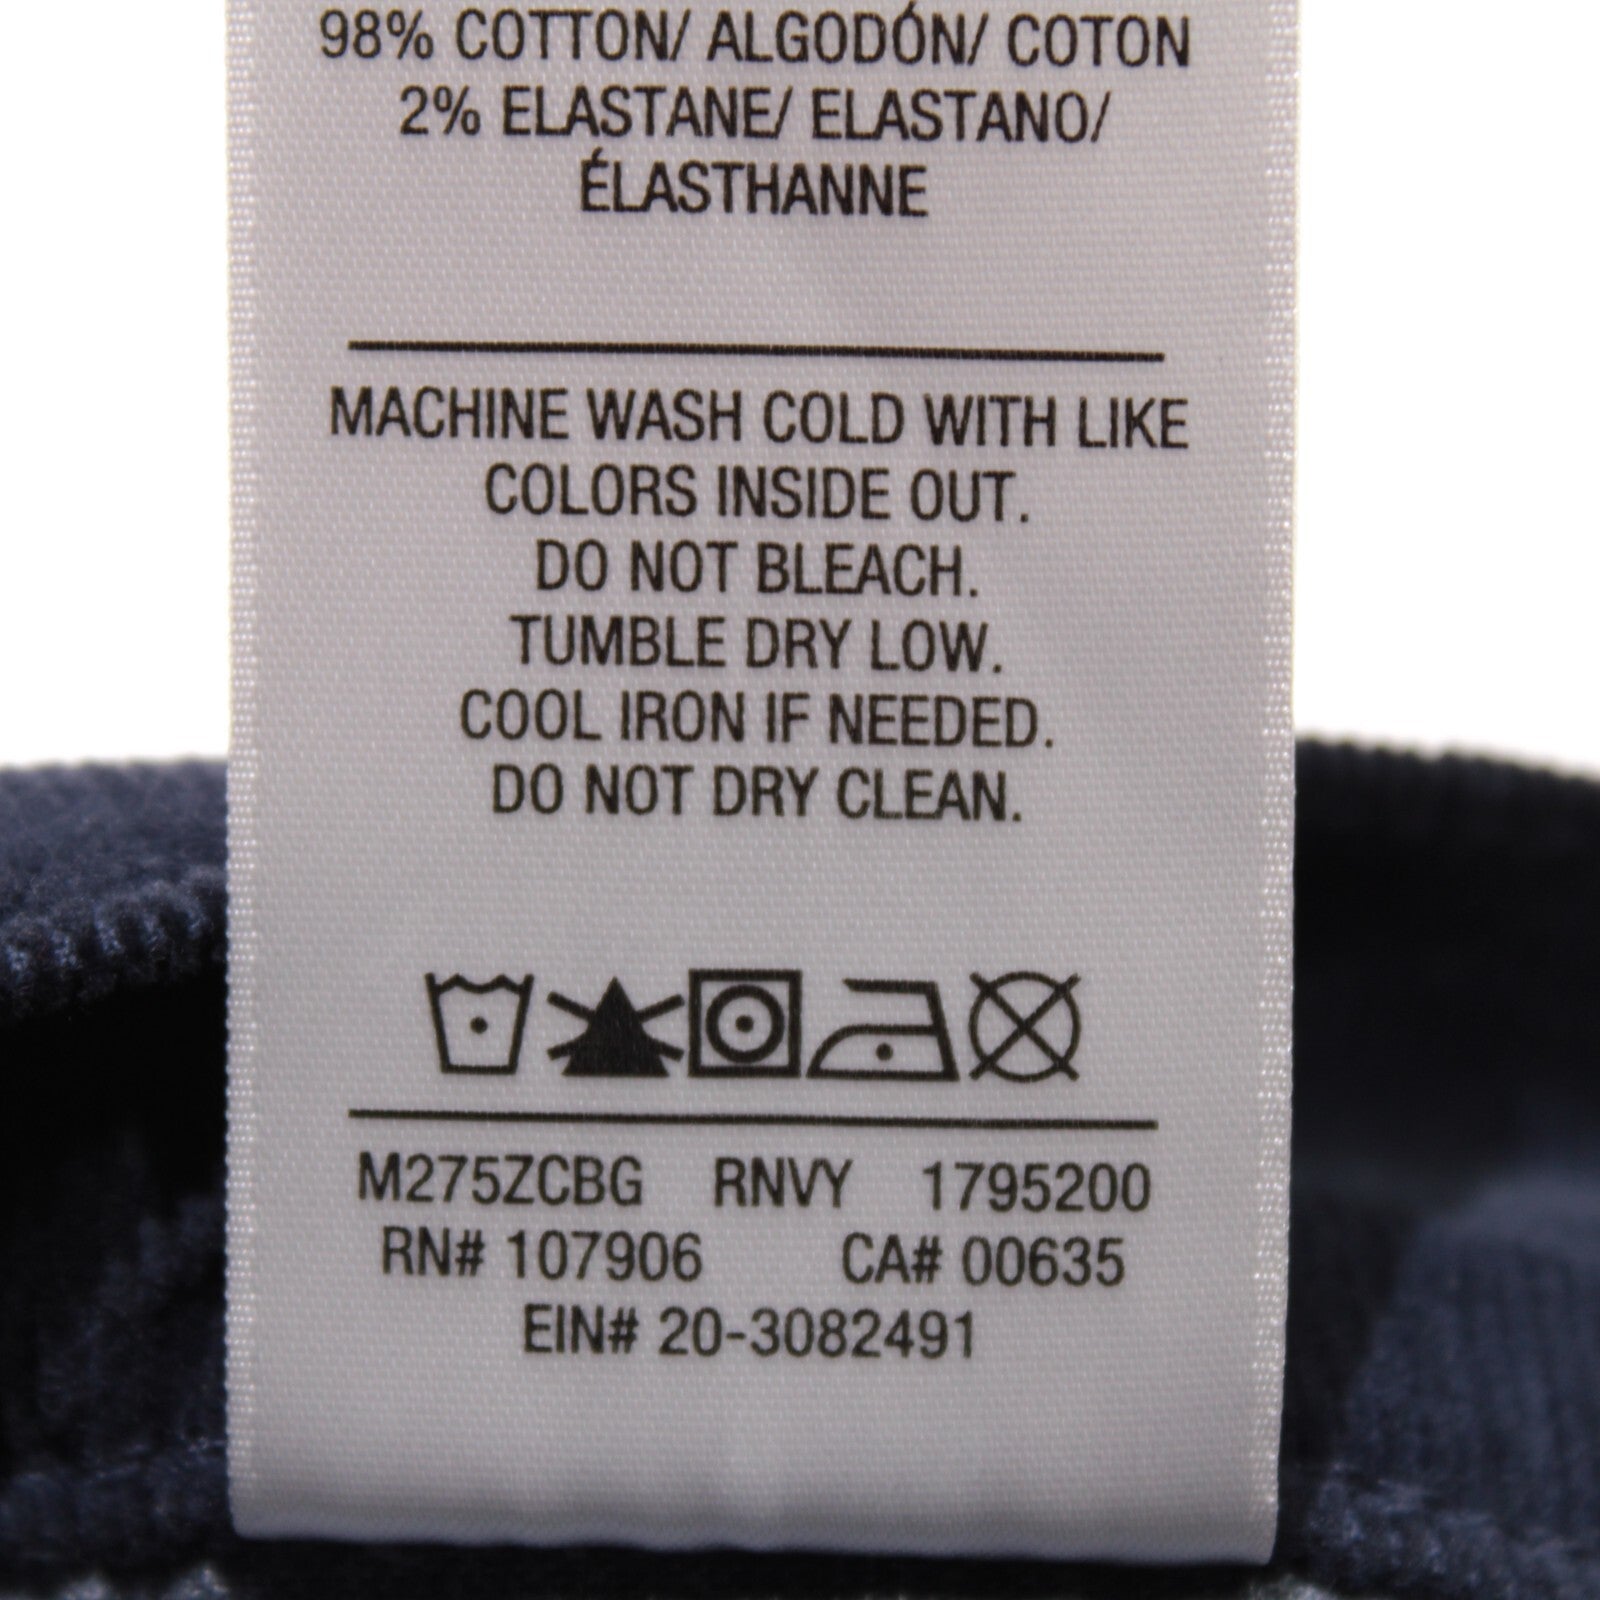 98% COTTON/ ALGODÓN/ COTON
2% ELASTANE/ ELASTANO/
ÉLASTHANNE
MACHINE WASH COLD WITH LIKE
COLORS INSIDE OUT.
DO NOT BLEACH.
TUMBLE DRY LOW.
COOL IRON IF NEEDED.
DO NOT DRY CLEAN.
M275ZCBG RNVY 1795200
RN# 107906 CA# 00635
EIN# 20-3082491